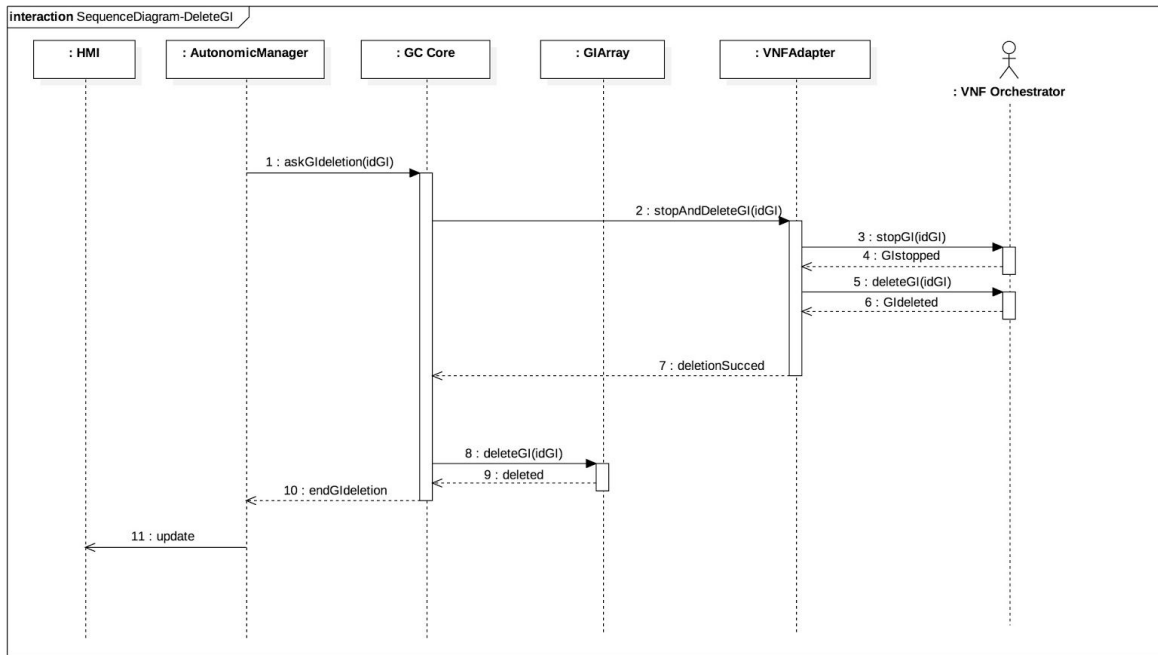 interaction SequenceDiagram-DeleteGI
: HMI
: AutonomicManager
: GC Core
: GIArray
: VNFAdapter
: VNF Orchestrator
1 : askGIdeletion(idGI)
2 : stopAndDeleteGI(idGI)
3 : stopGI(idGI)
4 : GIstopped
5 : deleteGI(idGI)
6 : GIdeleted
7 : deletionSucced
8 : deleteGI(idGI)
9 : deleted
10 : endGIdeletion
11 : update